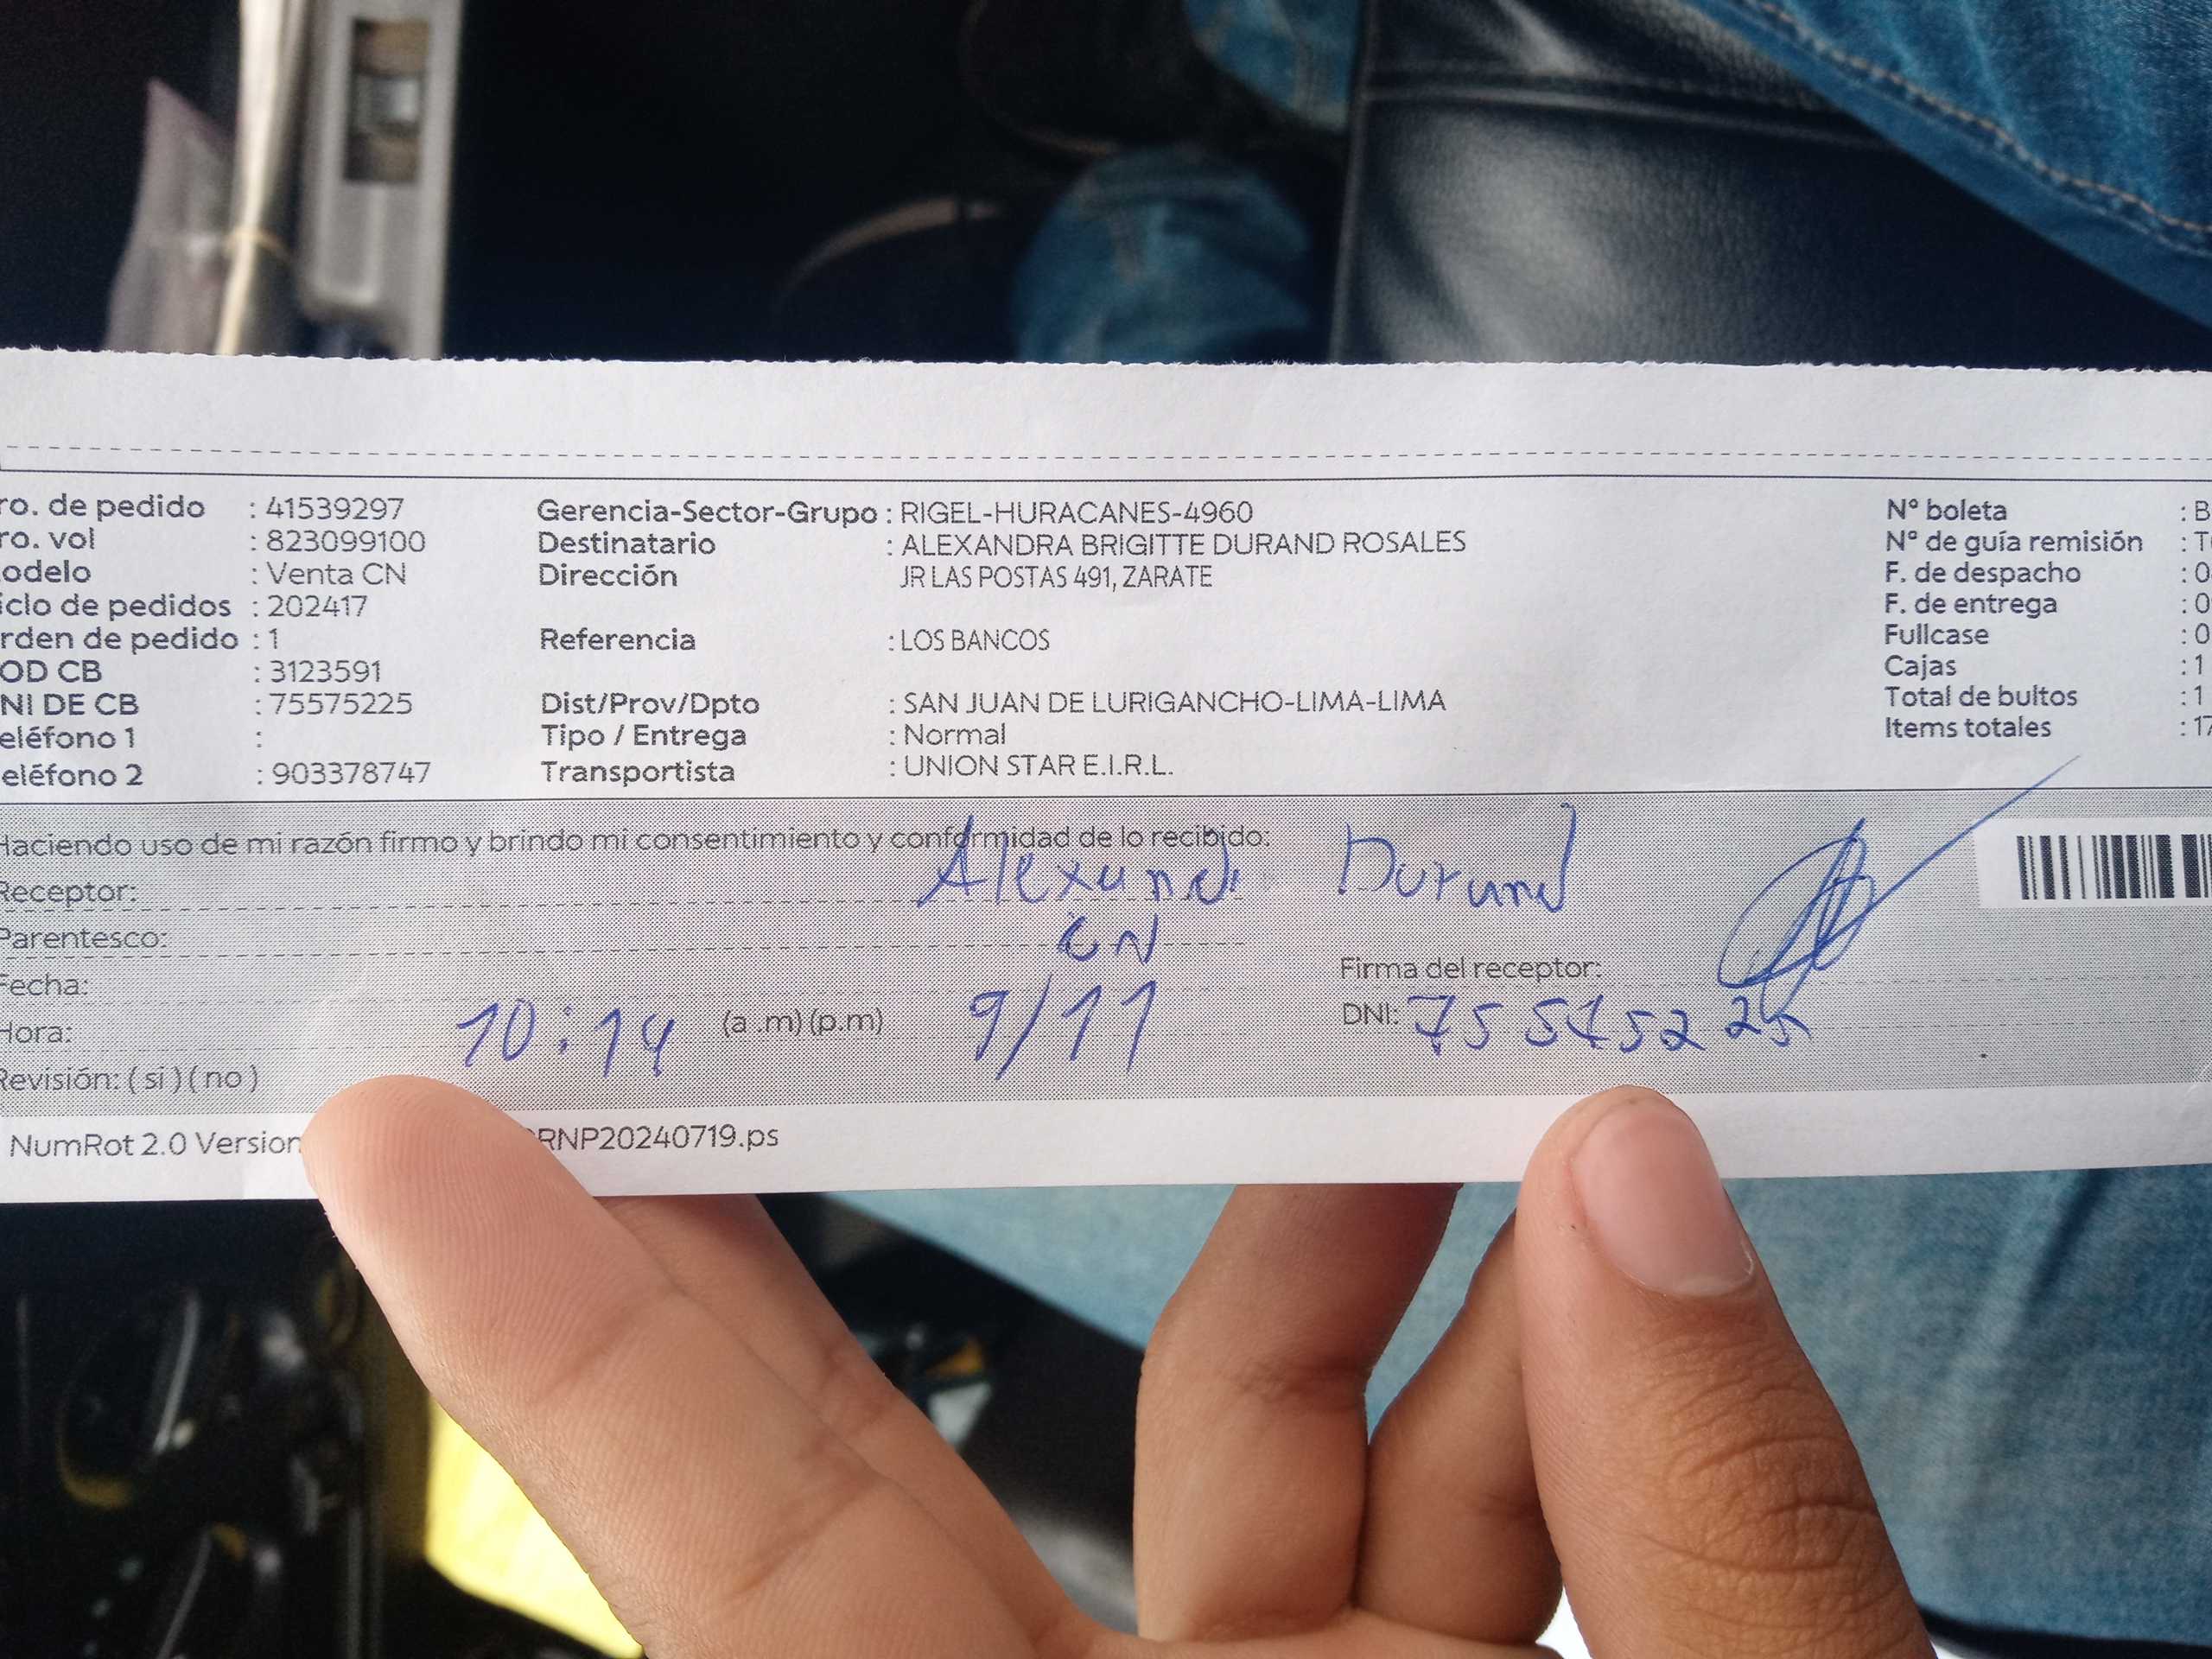 ro. de pedido : 41539297 Gerencia-Sector-Grupo : RIGEL-HURACANES-4960 N° boleta : B
ro. vol : 823099100 Destinatario : ALEXANDRA BRIGITTE DURAND ROSALES N° de guía remisión : T
odelo : Venta CN Dirección JR LAS POSTAS 491, ZARATE F. de despacho : 0
iclo de pedidos : 202417 F. de entrega : 0
rden de pedido : 1 Referencia : LOS BANCOS Fullcase : 0
OD CB : 3123591 Cajas : 1
NI DE CB : 75575225 Dist/Prov/Dpto : SAN JUAN DE LURIGANCHO-LIMA-LIMA Total de bultos : 1
eléfono 1 : Tipo / Entrega : Normal Items totales : 17
eléfono 2 : 903378747 Transportista : UNION STAR E.I.R.L.
Haciendo uso de mi razón firmo y brindo mi consentimiento y conformidad de lo recibido:
Receptor: Durand
Parentesco: CN
Fecha: Firma del receptor:
Hora: 10:14 (a .m) (p.m) 9/11 DNI:
Revisión: ( si ) ( no )
NumRot 2.0 Version RNP20240719.ps